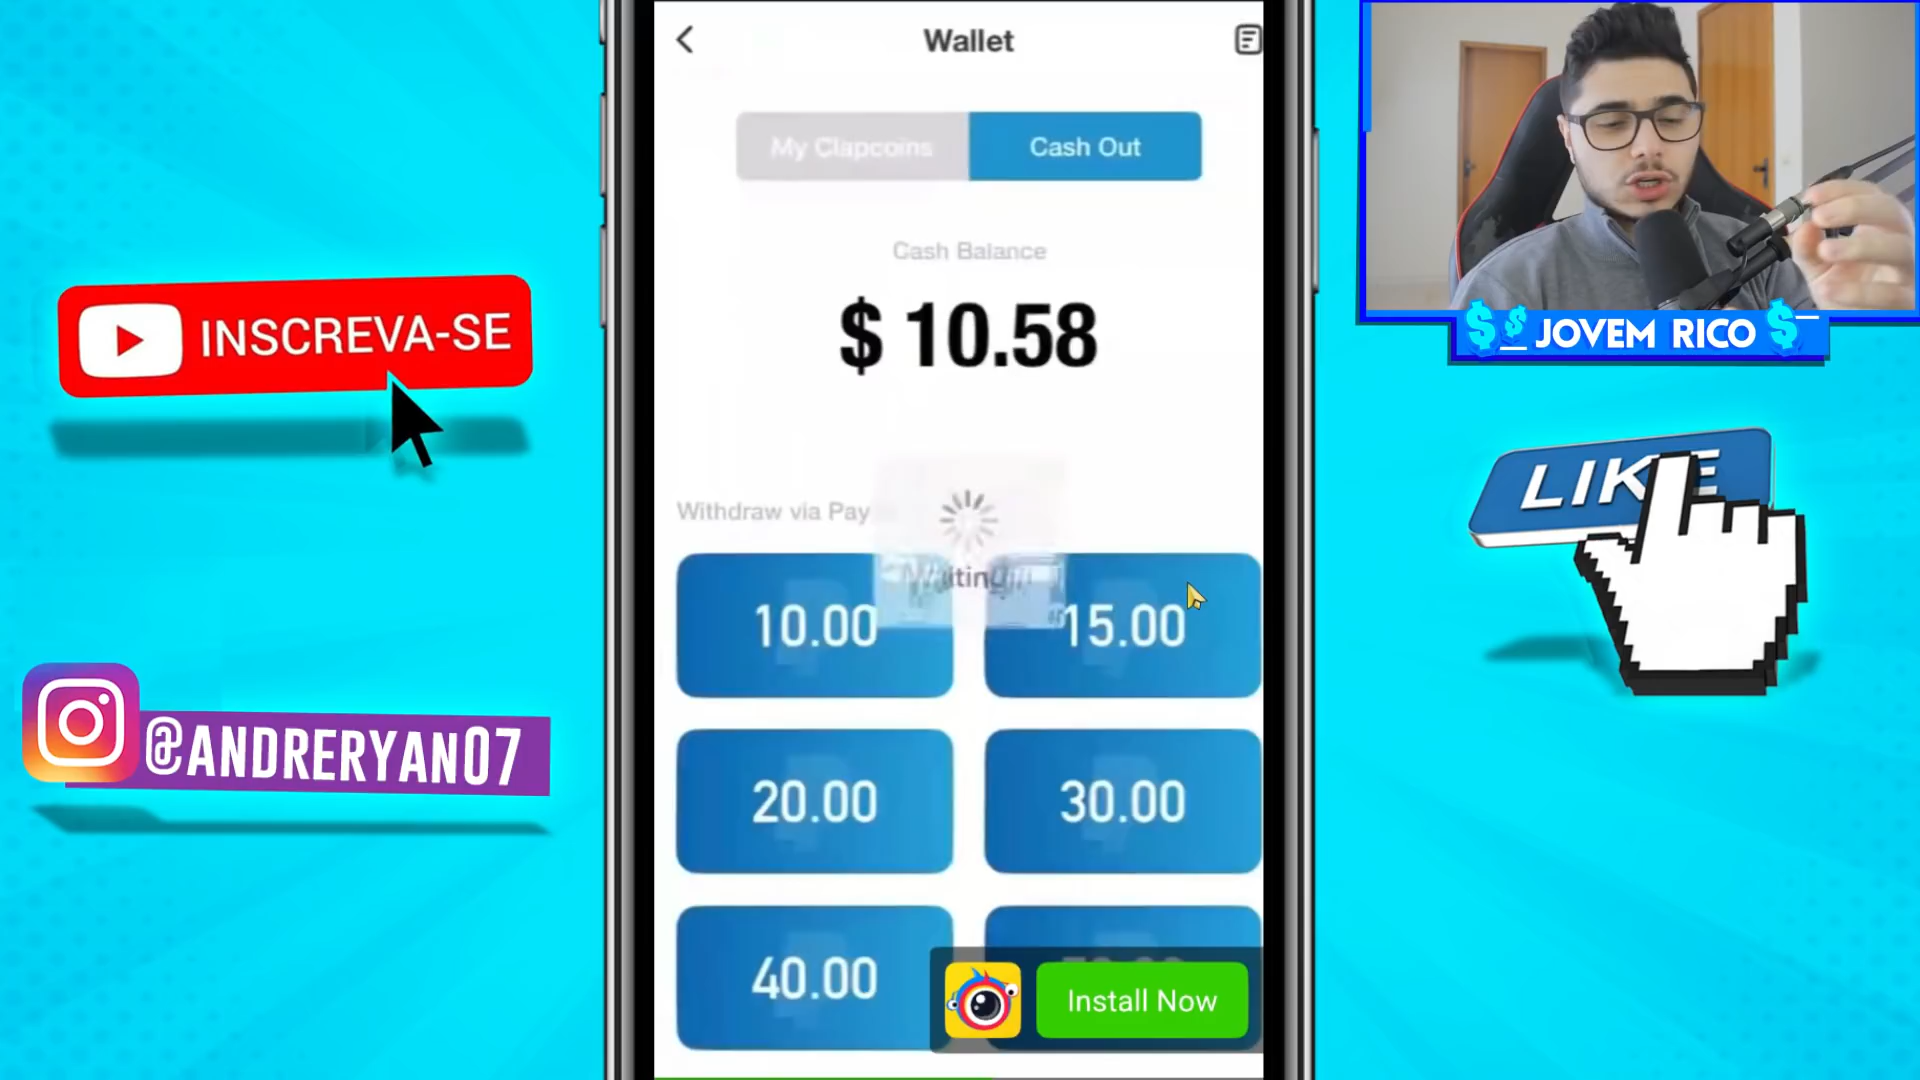 Wallet
My Clapcoins
Cash Out
Cash Balance
$ 10.58
Withdraw via Pay
Waiting
10.00
15.00
20.00
30.00
40.00
Install Now
INSCREVA-SE
@ANDRERYAN07
$ $ JOVEM RICO $
LIKE